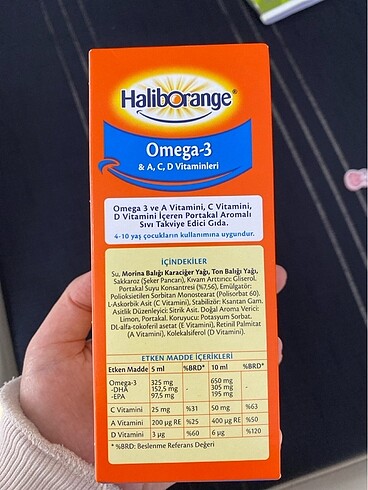 Haliborange®
Omega-3
& A, C, D Vitaminleri
Omega 3 ve A Vitamini, C Vitamini,
D Vitamini İçeren Portakal Aromalı
Sıvı Takviye Edici Gıda.
4-10 yaş çocukların kullanımına uygundur.
İÇİNDEKİLER
Su, Morina Balığı Karaciğer Yağı, Ton Balığı Yağı,
Sakkaroz (Şeker Pancarı), Kıvam Arttırıcı: Gliserol,
Portakal Suyu Konsantresi (%7,56), Emülgatör:
Polioksietilen Sorbitan Monostearat (Polisorbat 60),
L-Askorbik Asit (C Vitamini), Stabilizör: Ksantan Gam,
Asitlik Düzenleyici: Sitrik Asit, Doğal Aroma Verici:
Limon, Portakal, Koruyucu: Potasyum Sorbat,
DL-alfa-tokoferil asetat (E Vitamini), Retinil Palmitat
(A Vitamini), Kolekalsiferol (D Vitamini).
ETKEN MADDE İÇERİKLERİ
Etken Madde 5 ml %BRD* 10 ml %BRD*
Omega-3 325 mg - 650 mg -
-DHA 152,5 mg 305 mg
-EPA 97,5 mg 195 mg
C Vitamini 25 mg %31 50 mg %63
A Vitamini 200 µg RE %25 400 µg RE %50
D Vitamini 3 µg %60 6 µg %120
* %BRD: Beslenme Referans Değeri